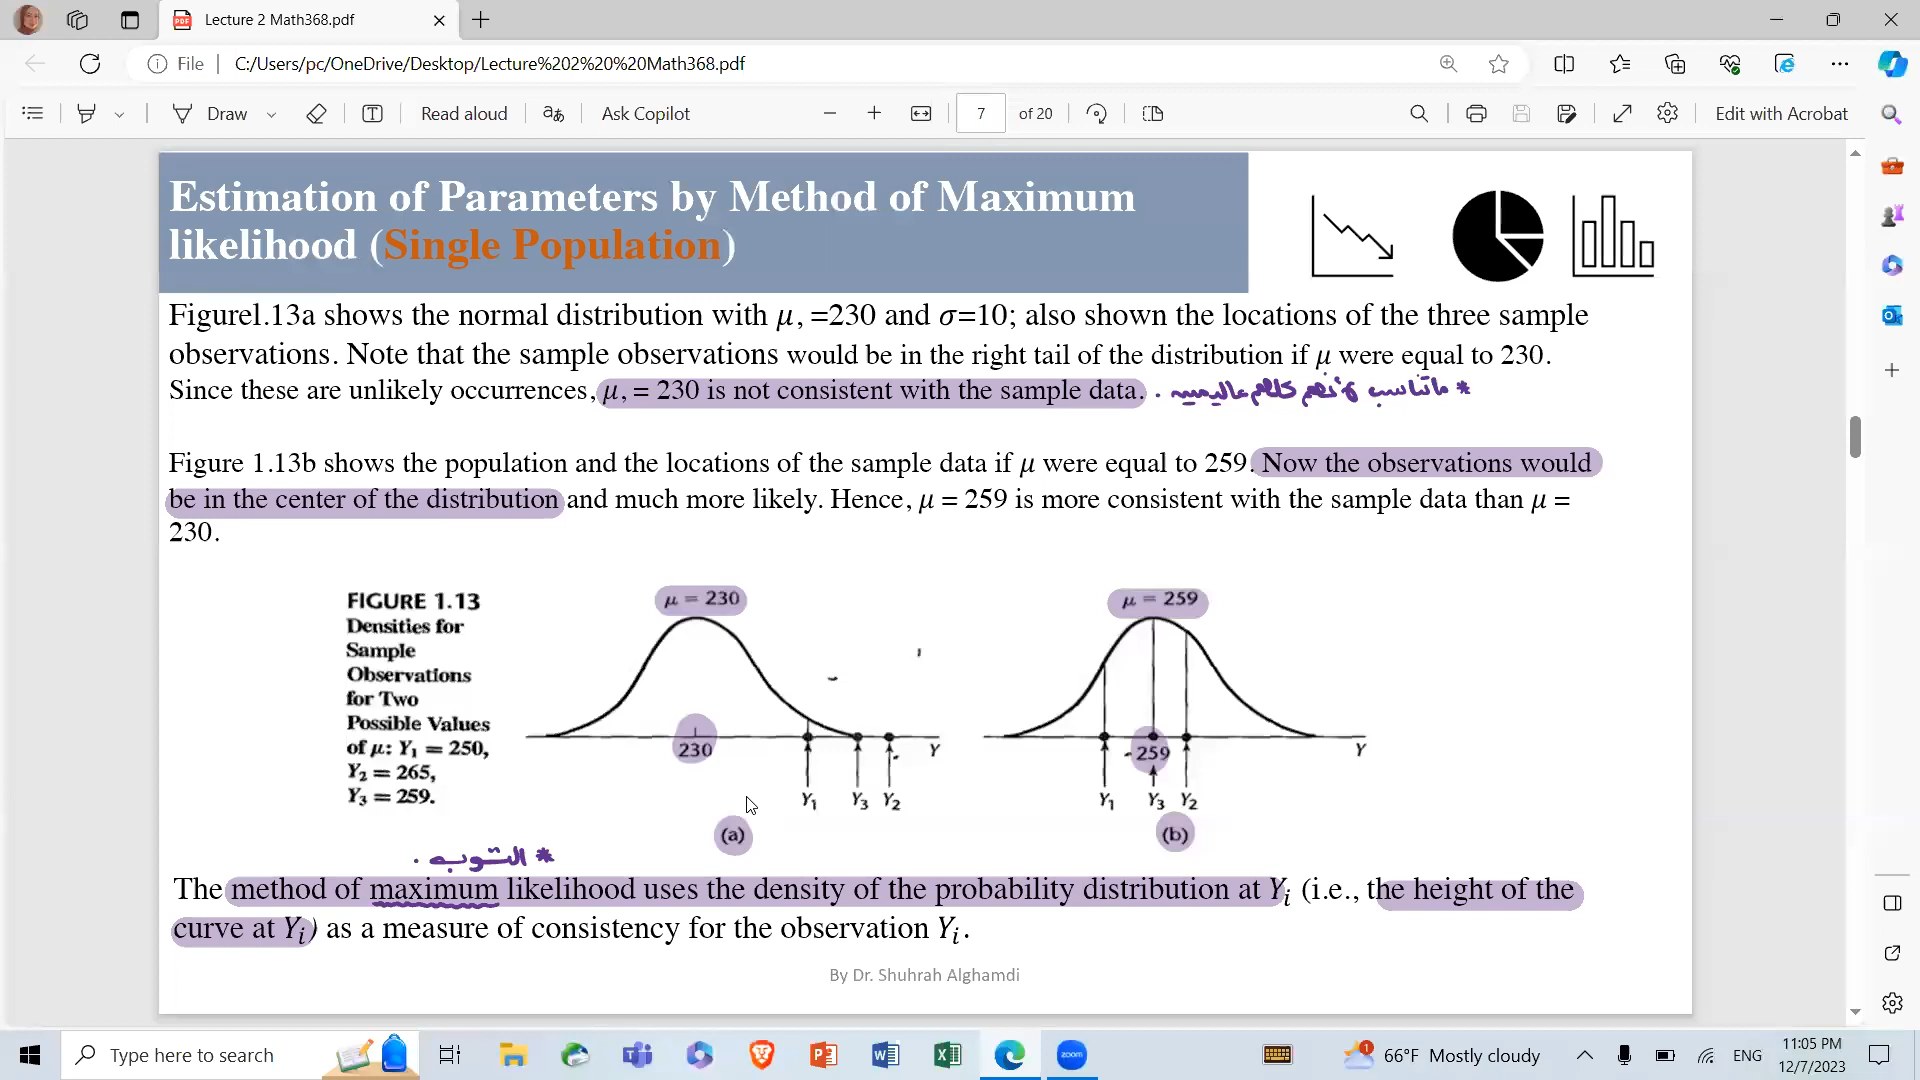 Lecture 2 Math368.pdf
File
C:/Users/pc/OneDrive/Desktop/Lecture%202%20%20Math368.pdf
Draw
Read aloud
Ask Copilot
7
of 20
Edit with Acrobat
Estimation of Parameters by Method of Maximum
likelihood (Single Population)
Figurel.13a shows the normal distribution with μ, =230 and σ=10; also shown the locations of the three sample
observations. Note that the sample observations would be in the right tail of the distribution if μ were equal to 230.
Since these are unlikely occurrences, μ, = 230 is not consistent with the sample data.
* ماتناسب لأنهم كلهم عاليمين .
Figure 1.13b shows the population and the locations of the sample data if μ were equal to 259. Now the observations would
be in the center of the distribution and much more likely. Hence, μ = 259 is more consistent with the sample data than μ =
230.
FIGURE 1.13
Densities for
Sample
Observations
for Two
Possible Values
of μ: Y₁ = 250,
Y₂ = 265,
Y₃ = 259.
μ = 230
230
Y
Y₁ Y₃ Y₂
(a)
μ = 259
259
Y
Y₁ Y₃ Y₂
(b)
The method of maximum likelihood uses the density of the probability distribution at Yᵢ (i.e., the height of the
curve at Yᵢ) as a measure of consistency for the observation Yᵢ.
By Dr. Shuhrah Alghamdi
Type here to search
zoom
1
66°F Mostly cloudy
ENG
11:05 PM
12/7/2023